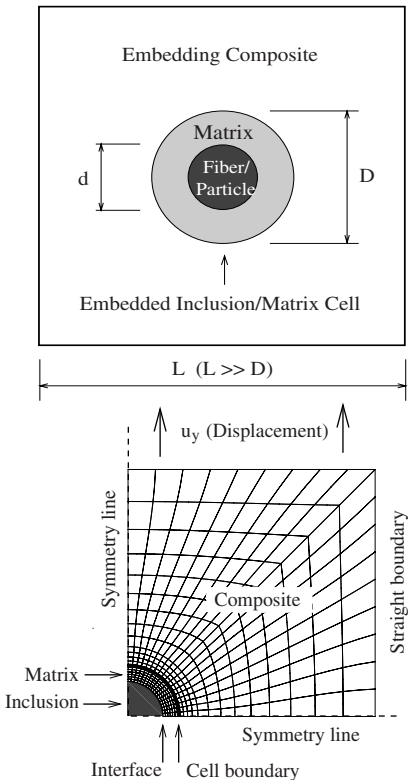 Embedding Composite
Matrix
Fiber/
Particle
d
D
Embedded Inclusion/Matrix Cell
L (L >> D)
u_y (Displacement)
Symmetry line
Straight boundary
Composite
Matrix
Inclusion
Symmetry line
Interface
Cell boundary